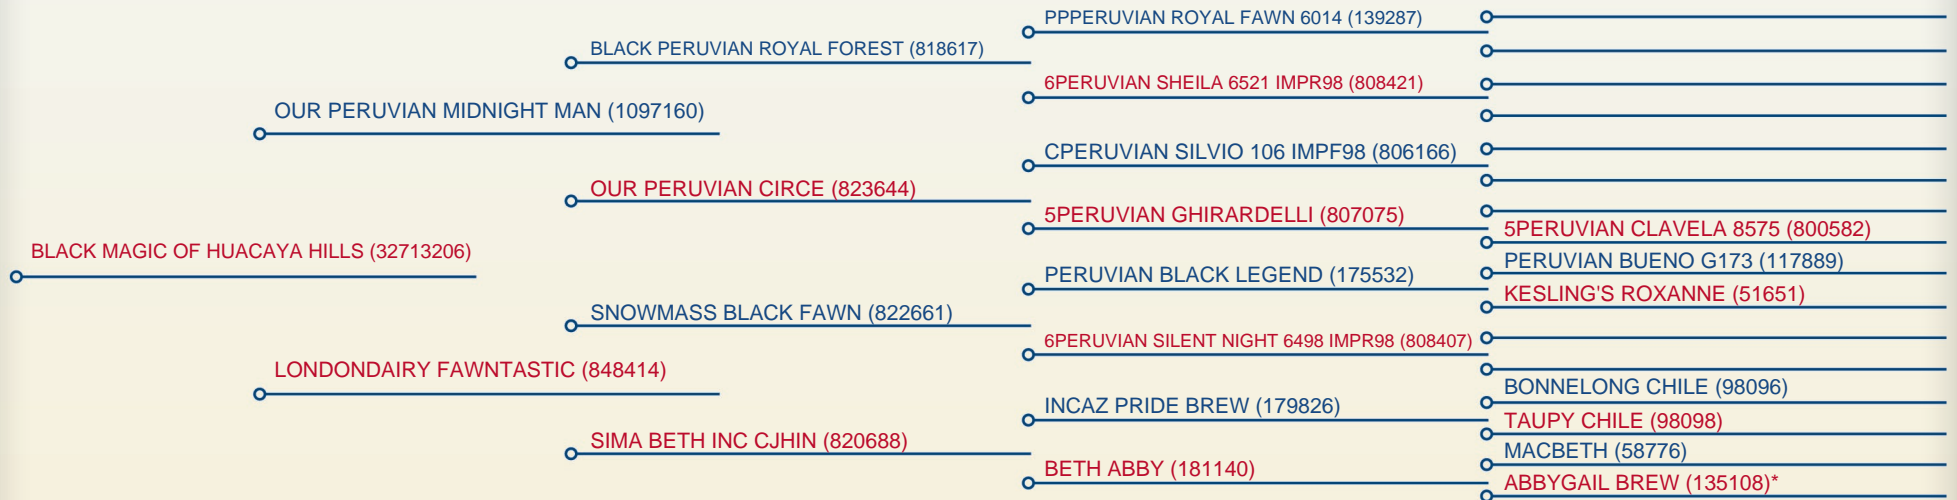 PPPERUVIAN ROYAL FAWN 6014 (139287)
BLACK PERUVIAN ROYAL FOREST (818617)
6PERUVIAN SHEILA 6521 IMPR98 (808421)
OUR PERUVIAN MIDNIGHT MAN (1097160)
CPERUVIAN SILVIO 106 IMPF98 (806166)
OUR PERUVIAN CIRCE (823644)
5PERUVIAN GHIRARDELLI (807075)
5PERUVIAN CLAVELA 8575 (800582)
BLACK MAGIC OF HUACAYA HILLS (32713206)
PERUVIAN BUENO G173 (117889)
PERUVIAN BLACK LEGEND (175532)
KESLING'S ROXANNE (51651)
SNOWMASS BLACK FAWN (822661)
6PERUVIAN SILENT NIGHT 6498 IMPR98 (808407)
LONDONDAIRY FAWNTASTIC (848414)
BONNELONG CHILE (98096)
INCAZ PRIDE BREW (179826)
TAUPY CHILE (98098)
SIMA BETH INC CJHIN (820688)
MACBETH (58776)
BETH ABBY (181140)
ABBYGAIL BREW (135108)*